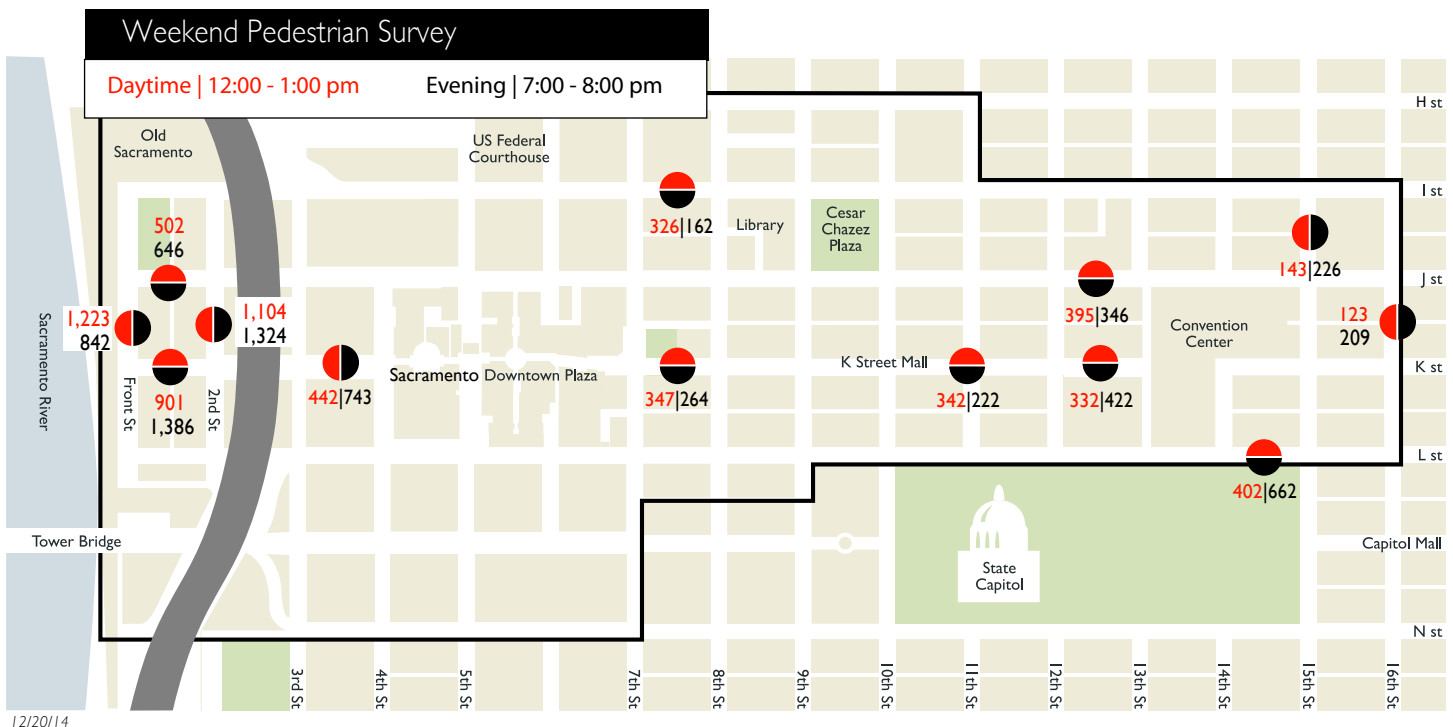 Weekend Pedestrian Survey
Daytime | 12:00 - 1:00 pm
Evening | 7:00 - 8:00 pm
H st
Old
Sacramento
US Federal
Courthouse
I st
502
646
326|162
Library
Cesar
Chazez
Plaza
143|226
J st
1,223
842
1,104
1,324
395|346
Convention
Center
123
209
Sacramento River
K Street Mall
K st
Sacramento Downtown Plaza
442|743
347|264
342|222
332|422
Front St
901
1,386
2nd St
L st
402|662
Tower Bridge
Capitol Mall
State
Capitol
N st
3rd St
4th St
5th St
7th St
8th St
9th St
10th St
11th St
12th St
13th St
14th St
15th St
16th St
12/20/14